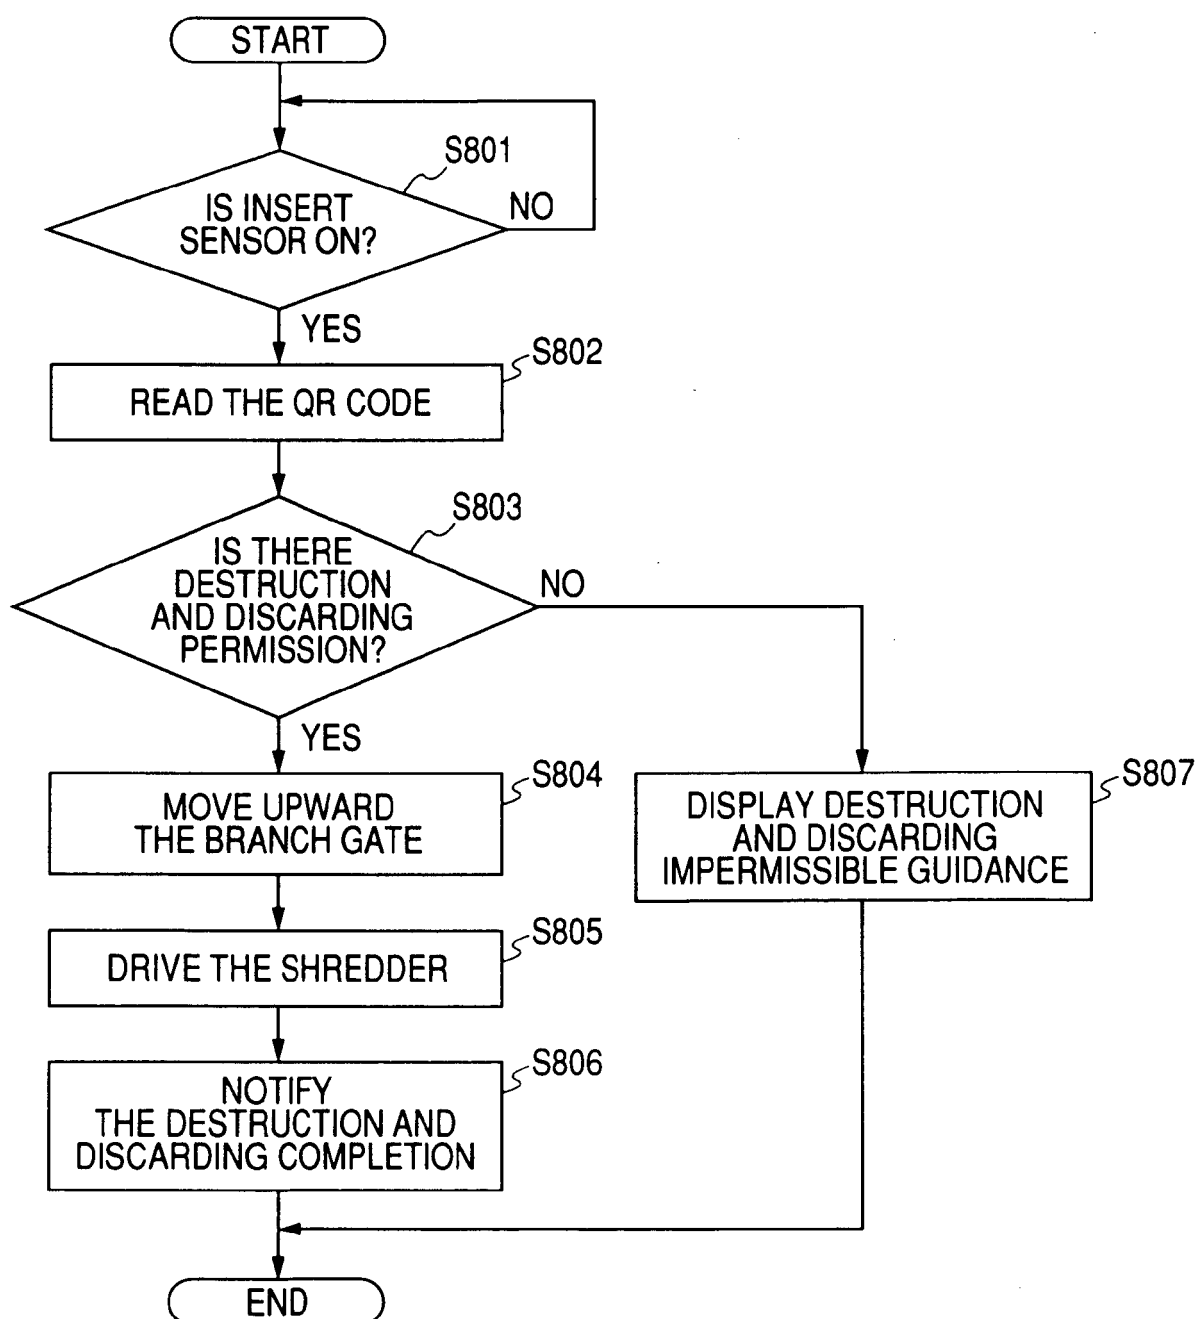 START
S801
IS INSERT
SENSOR ON?
NO
YES
S802
READ THE QR CODE
S803
IS THERE
DESTRUCTION
AND DISCARDING
PERMISSION?
NO
YES
S804
MOVE UPWARD
THE BRANCH GATE
S807
DISPLAY DESTRUCTION
AND DISCARDING
IMPERMISSIBLE GUIDANCE
S805
DRIVE THE SHREDDER
S806
NOTIFY
THE DESTRUCTION AND
DISCARDING COMPLETION
END